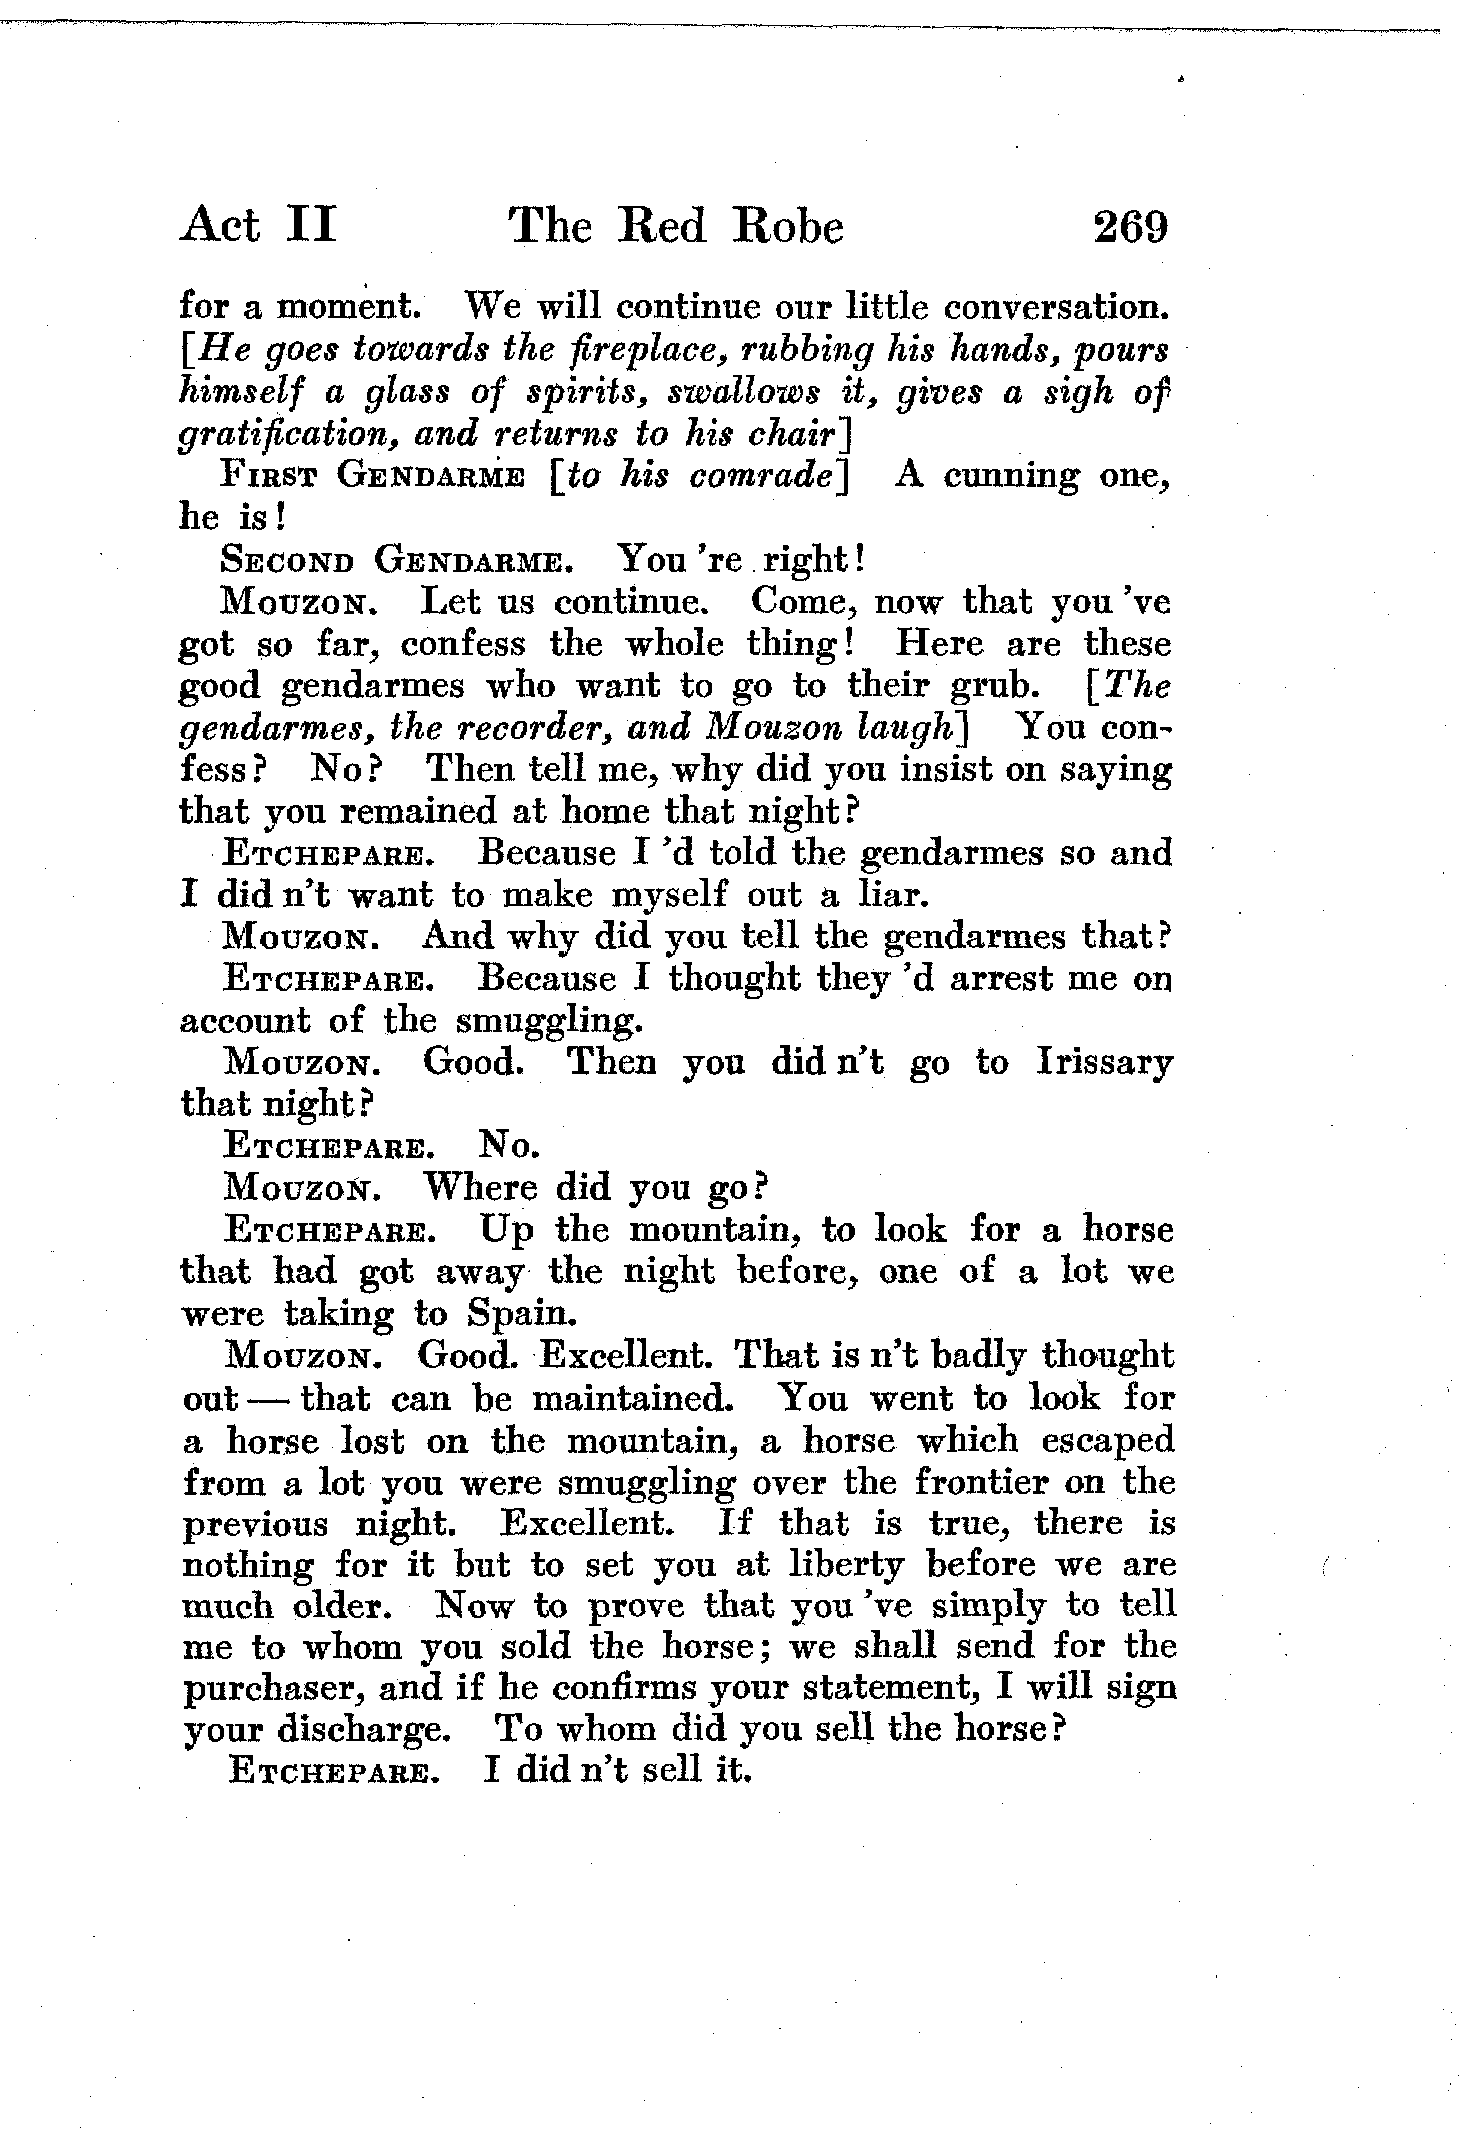 Act II The Red Robe 269
for a moment. We will continue our little conversation.
[He goes towards the fireplace, rubbing his hands, pours
himself a glass of spirits, swallows it, gives a sigh of
gratification, and returns to his chair]
FIRST GENDARME [to his comrade] A cunning one,
he is!
SECOND GENDARME. You 're right!
MOUZON. Let us continue. Come, now that you 've
got so far, confess the whole thing! Here are these
good gendarmes who want to go to their grub. [The
gendarmes, the recorder, and Mouzon laugh] You con-
fess? No? Then tell me, why did you insist on saying
that you remained at home that night?
ETCHEPARE. Because I 'd told the gendarmes so and
I did n't want to make myself out a liar.
MOUZON. And why did you tell the gendarmes that?
ETCHEPARE. Because I thought they 'd arrest me on
account of the smuggling.
MOUZON. Good. Then you did n't go to Irissary
that night?
ETCHEPARE. No.
MOUZON. Where did you go?
ETCHEPARE. Up the mountain, to look for a horse
that had got away the night before, one of a lot we
were taking to Spain.
MOUZON. Good. Excellent. That is n't badly thought
out — that can be maintained. You went to look for
a horse lost on the mountain, a horse which escaped
from a lot you were smuggling over the frontier on the
previous night. Excellent. If that is true, there is
nothing for it but to set you at liberty before we are
much older. Now to prove that you 've simply to tell
me to whom you sold the horse; we shall send for the
purchaser, and if he confirms your statement, I will sign
your discharge. To whom did you sell the horse?
ETCHEPARE. I did n't sell it.